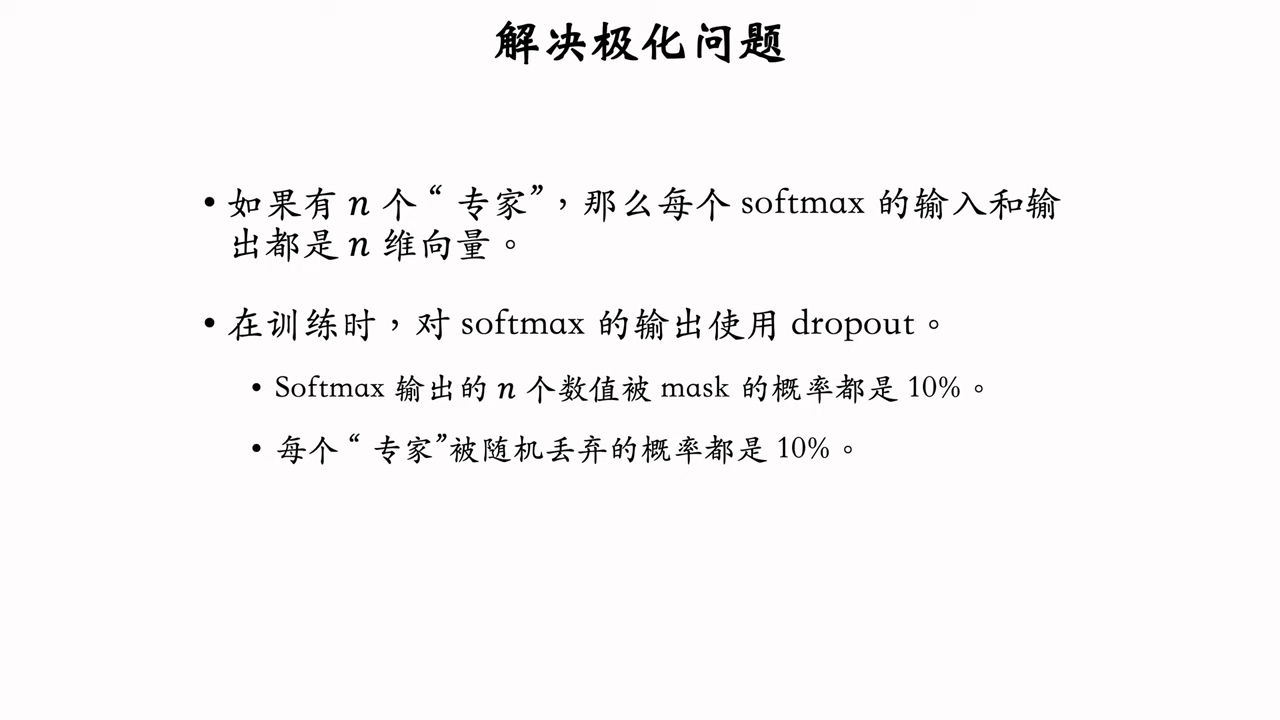 解决极化问题
• 如果有 n 个 “ 专家”，那么每个 softmax 的输入和输
出都是 n 维向量。
• 在训练时，对 softmax 的输出使用 dropout。
• Softmax 输出的 n 个数值被 mask 的概率都是 10%。
• 每个 “ 专家”被随机丢弃的概率都是 10%。